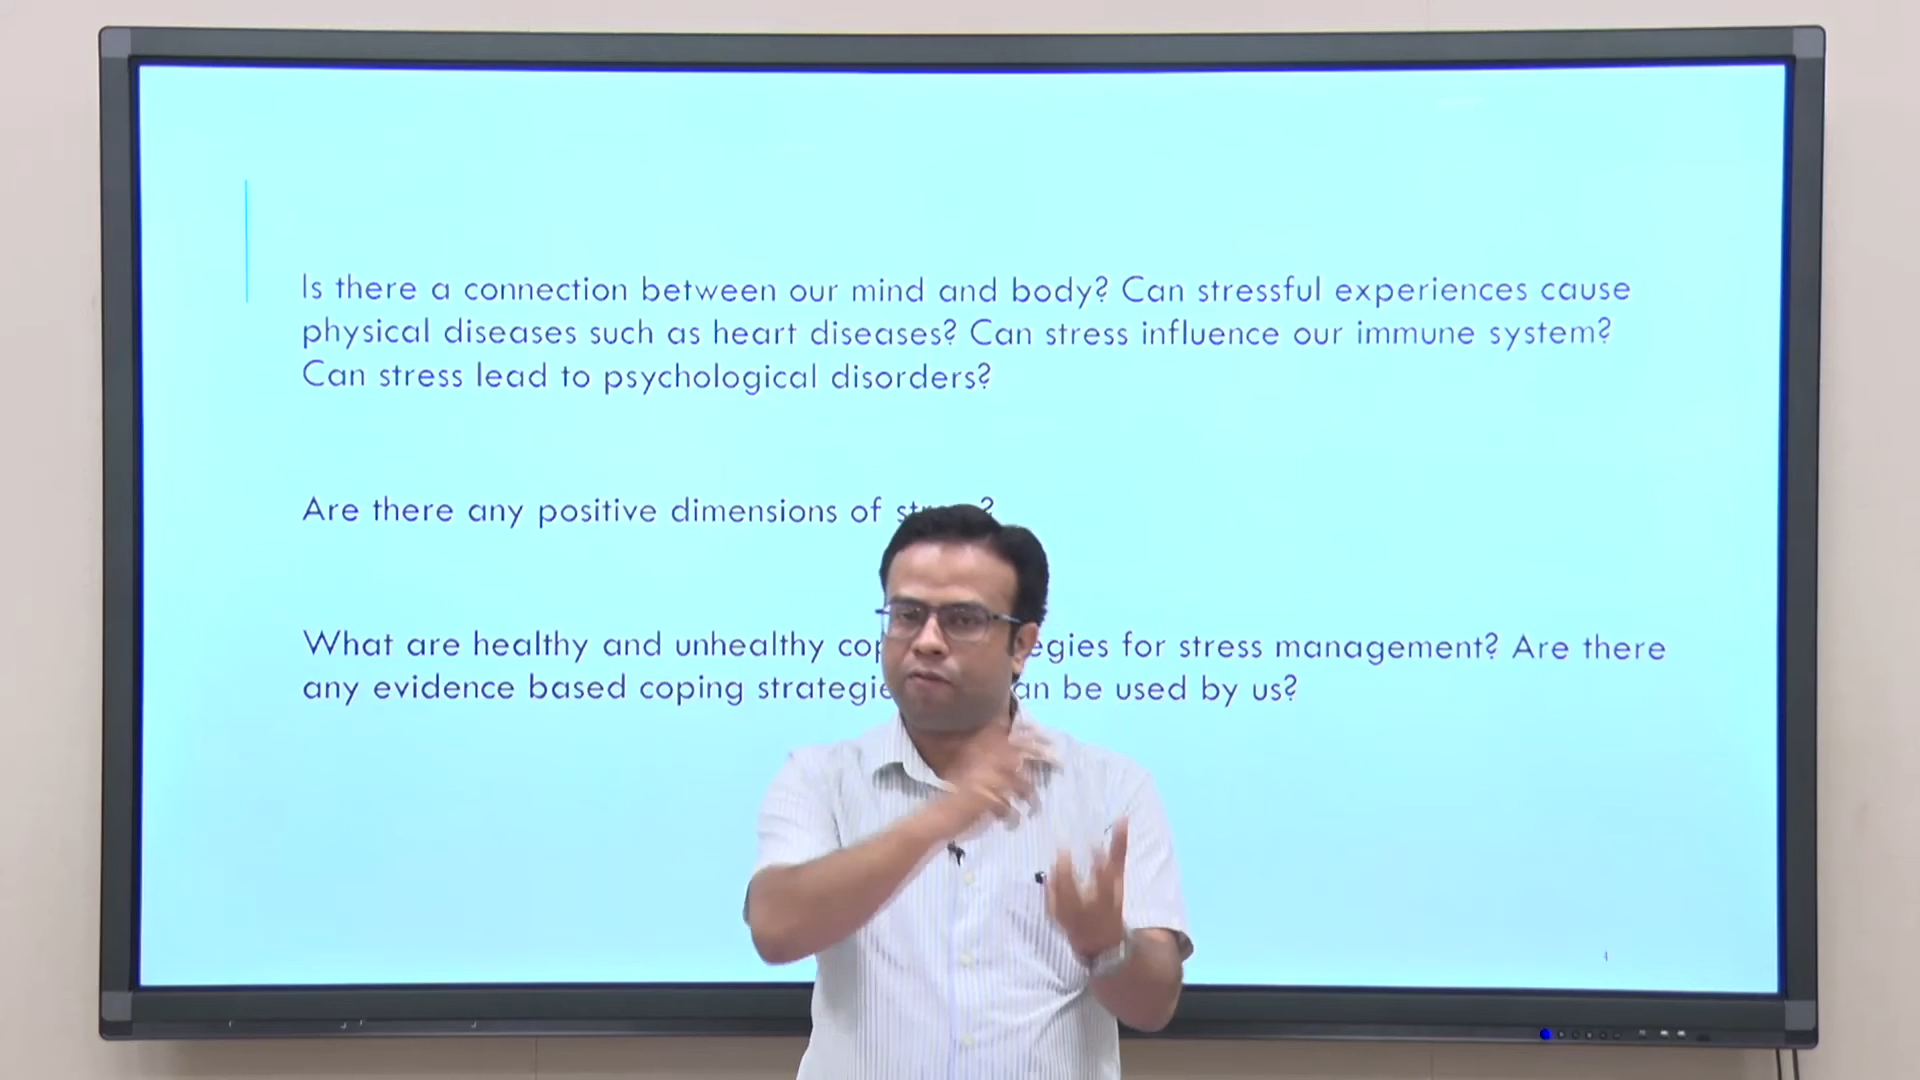 Is there a connection between our mind and body? Can stressful experiences cause
physical diseases such as heart diseases? Can stress influence our immune system?
Can stress lead to psychological disorders?
Are there any positive dimensions of
What are healthy and unhealthy for stress management? Are there
any evidence based coping be used by us?